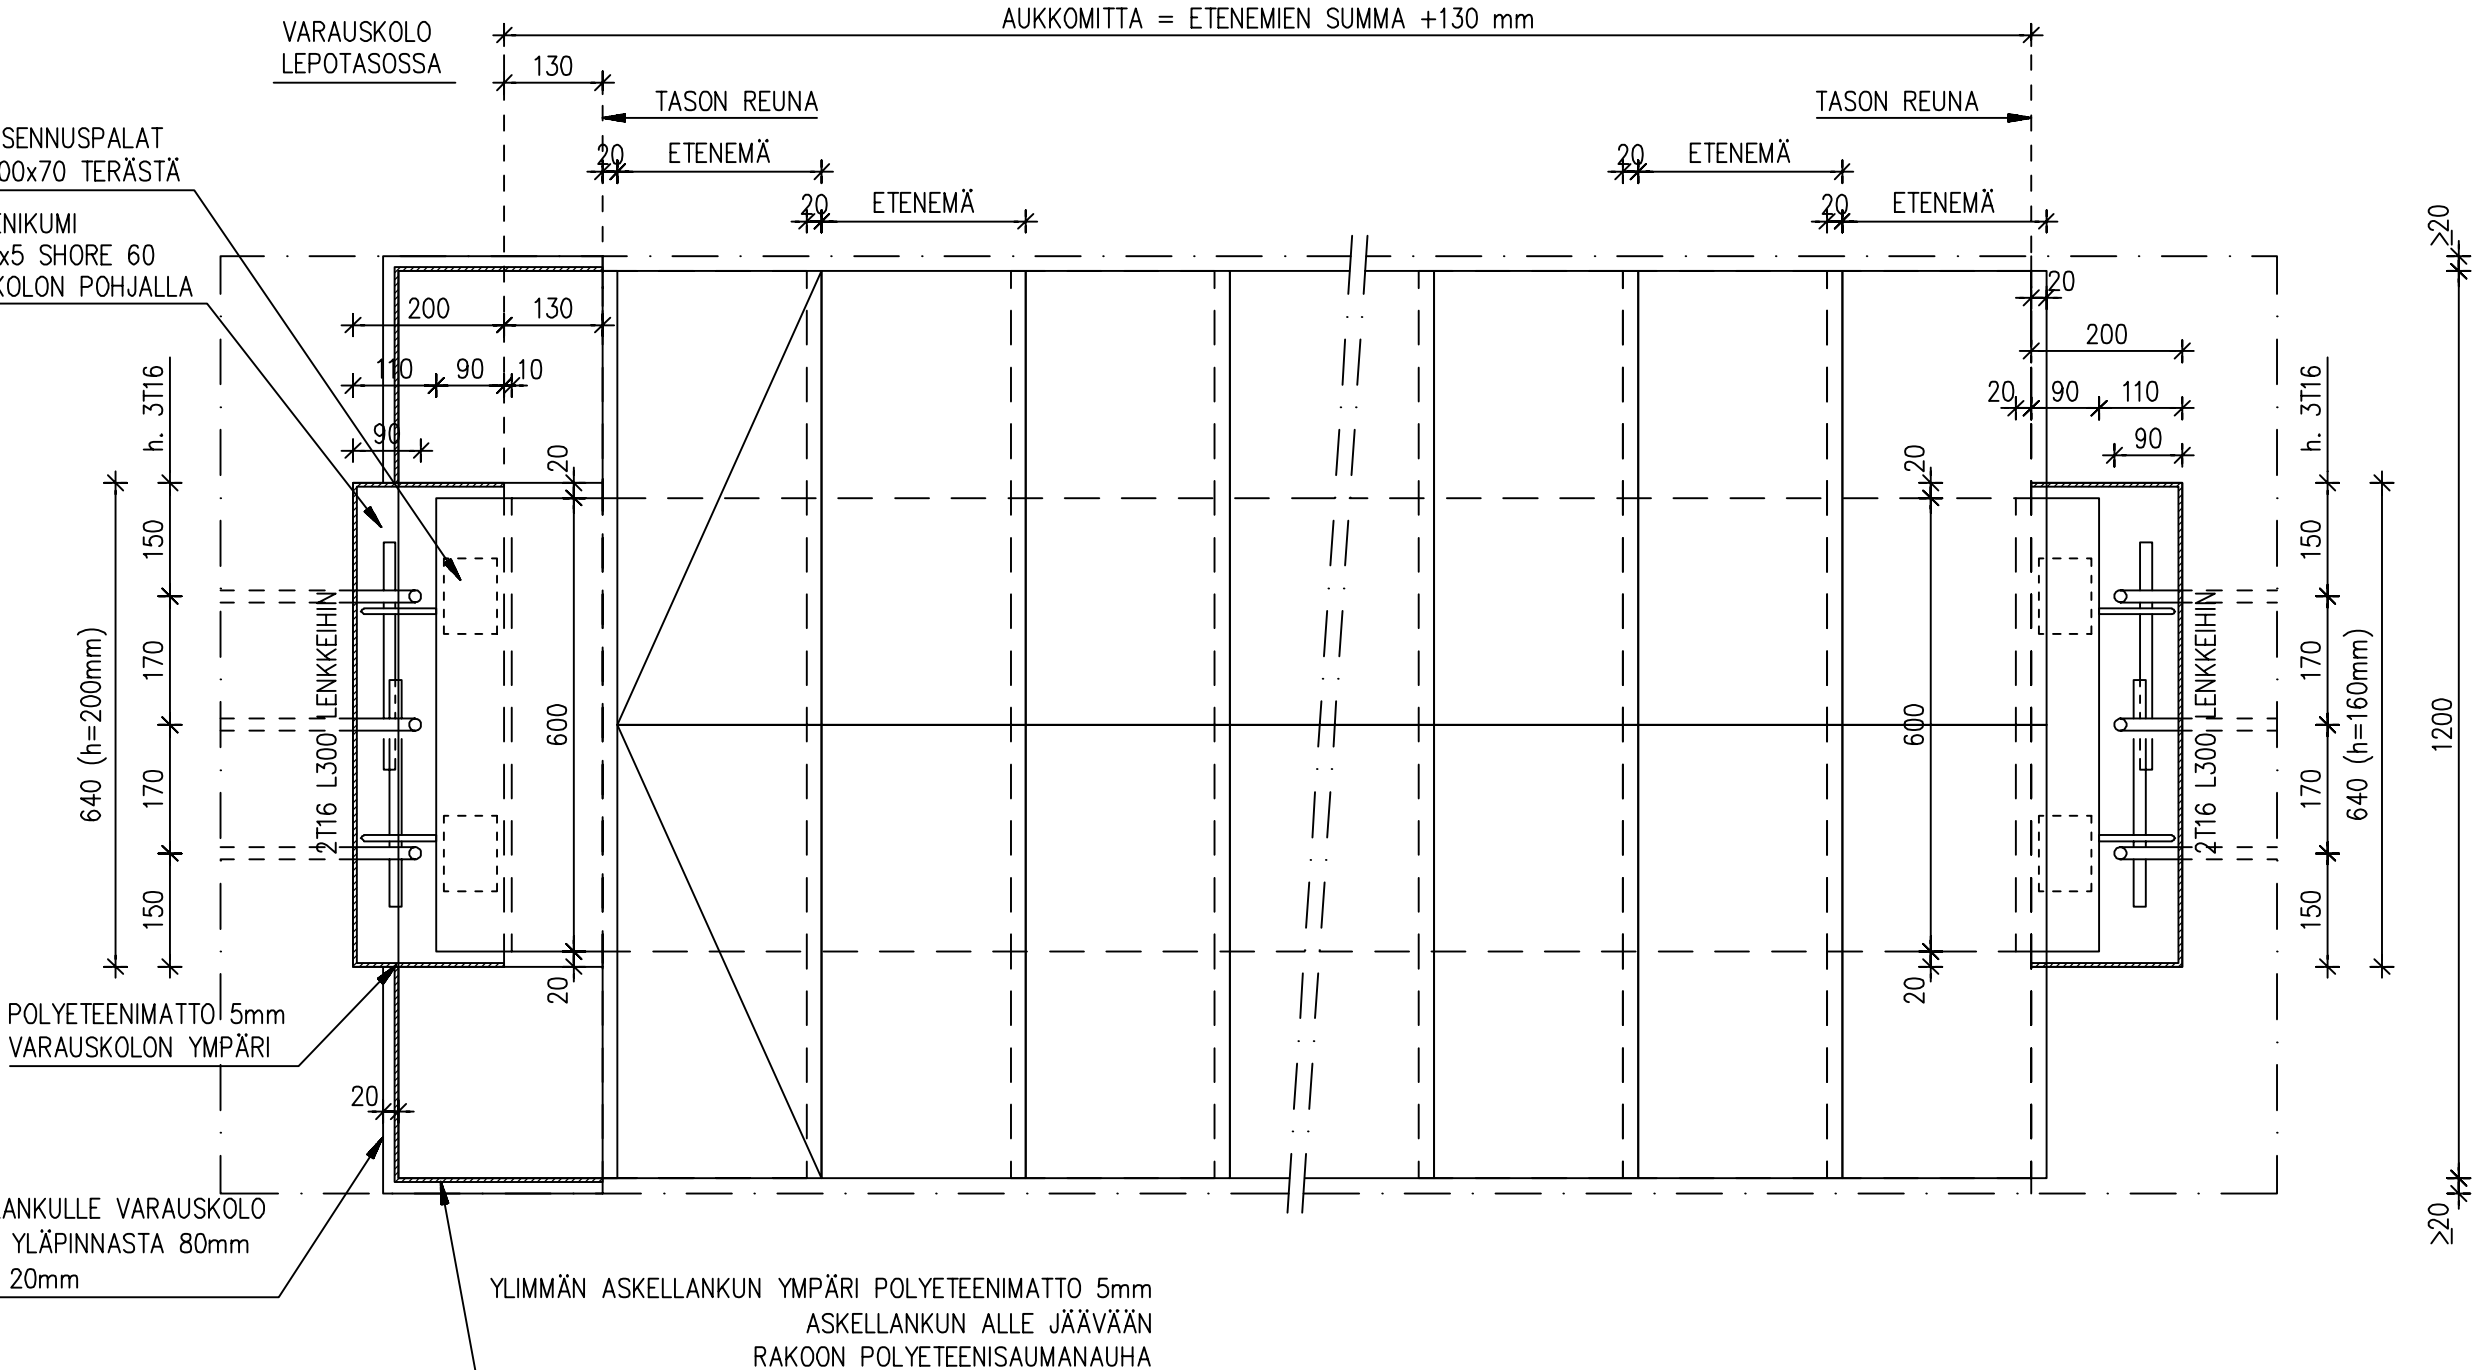 AUKKOMITTA = ETENEMIEN SUMMA +130 mm
VARAUSKOLO
LEPOTASOSSA
130
TASON REUNA
TASON REUNA
SENNUSPALAT
00x70 TERÄSTÄ
20 ETENEMÄ
20 ETENEMÄ
20 ETENEMÄ
20 ETENEMÄ
ENIKUMI
x5 SHORE 60
KOLON POHJALLA
≥20
20
200 130
200
110 90 10
20 90 110
90
90
h. 3T16
h. 3T16
20
20
150
150
170
170
640 (h=200mm)
2T16 L300 LENKKEIHIN
600
600
2T16 L300 LENKKEIHIN
640 (h=160mm)
1200
170
170
150
150
20
20
POLYETEENIMATTO 5mm
VARAUSKOLON YMPÄRI
20
≥20
ANKULLE VARAUSKOLO
YLÄPINNASTA 80mm
20mm
YLIMMÄN ASKELLANKUN YMPÄRI POLYETEENIMATTO 5mm
ASKELLANKUN ALLE JÄÄVÄÄN
RAKOON POLYETEENISAUMANAUHA